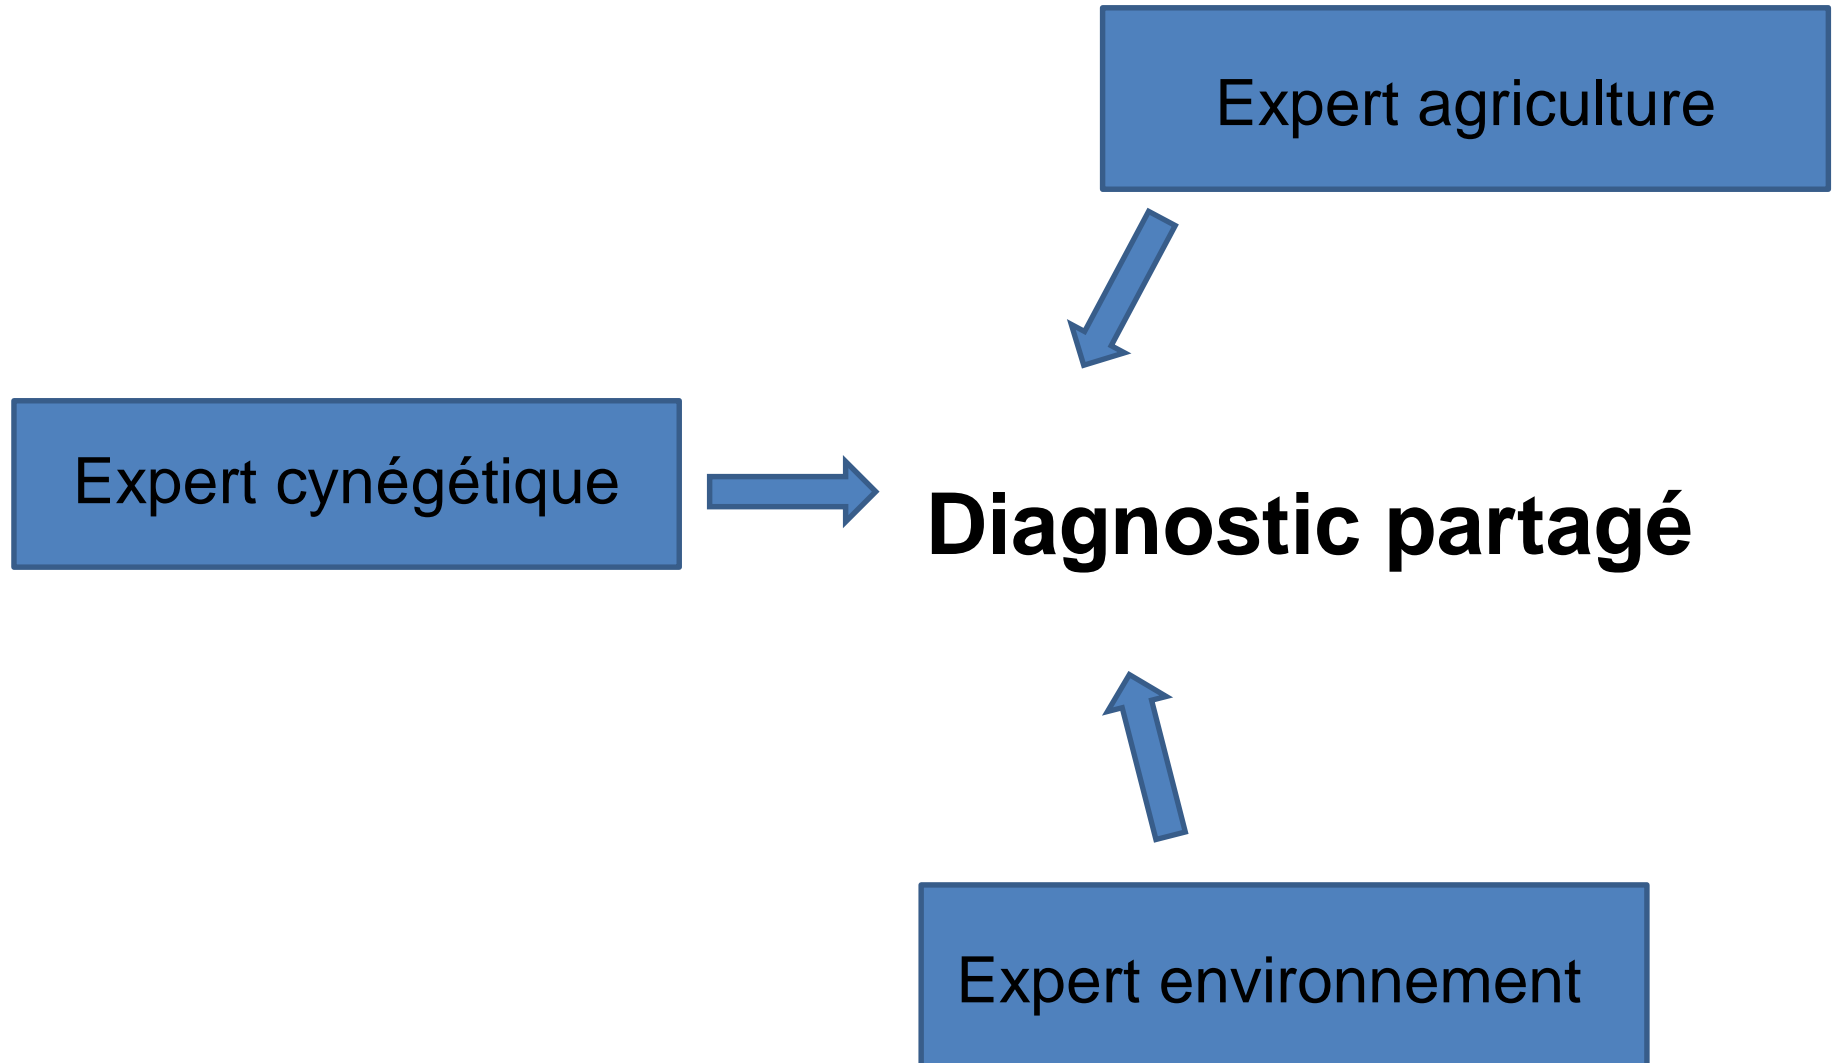 Expert agriculture
Expert cynégétique
Diagnostic partagé
Expert environnement